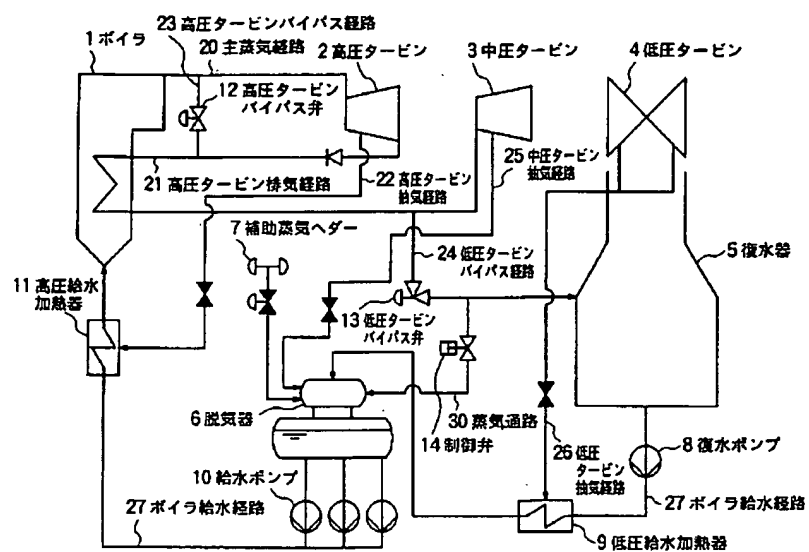 23 高圧タービンバイパス経路
1 ボイラ
20 主蒸気経路
2 高圧タービン
3 中圧タービン
4 低圧タービン
12 高圧タービン
バイパス弁
21 高圧タービン排気経路
22 高圧タービン
抽気経路
25 中圧タービン
抽気経路
7 補助蒸気ヘダー
24 低圧タービン
バイパス経路
5 復水器
11 高圧給水
加熱器
13 低圧タービン
バイパス弁
6 脱気器
30 蒸気通路
14 制御弁
26 低圧
タービン
抽気経路
8 復水ポンプ
10 給水ポンプ
27 ボイラ給水経路
27 ボイラ給水経路
9 低圧給水加熱器